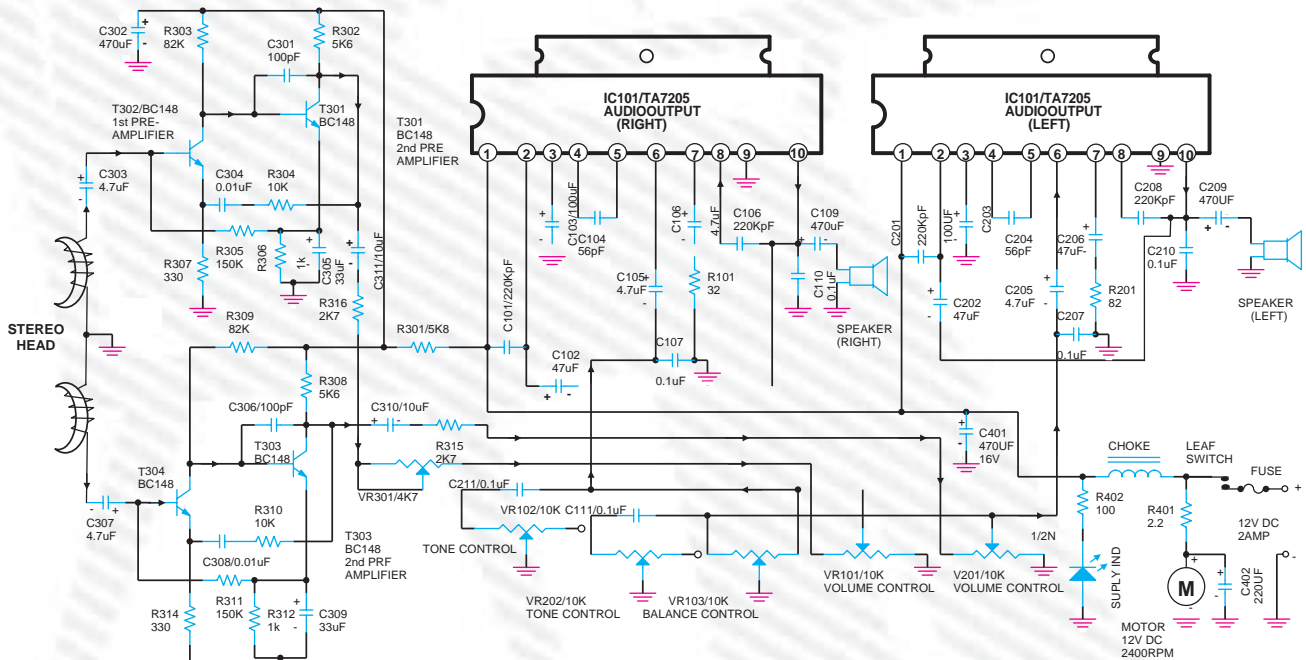 C302
470uF
+
-
R303
82K
R302
5K6
C301
100pF
T302/BC148
1st PRE-
AMPLIFIER
T301
BC148
T301
BC148
2nd PRE
AMPLIFIER
C303
4.7uF
+
-
C304
0.01uF
R304
10K
R305
150K
R306
1k
C305
33uF
+
-
C311/10uF
+
-
R307
330
R316
2K7
STEREO
HEAD
R309
82K
R301/5K8
R308
5K6
C306/100pF
T303
BC148
T304
BC148
C310/10uF
+
-
R315
2K7
VR301/4K7
C307
4.7uF
-
+
R310
10K
C308/0.01uF
T303
BC148
2nd PRF
AMPLIFIER
R314
330
R311
150K
R312
1k
C309
33uF
+
-
IC101/TA7205
AUDIOOUTPUT
(RIGHT)
1
2
3
4
5
6
7
8
9
10
C101/220KpF
C102
47uF
+
-
C103/100uF
+
-
C104
56pF
C105
4.7uF
+
-
C106
+
-
4.7uF
R101
32
C107
0.1uF
C106
220KpF
C109
470uF
+
-
C110
0.1uF
SPEAKER
(RIGHT)
IC101/TA7205
AUDIOOUTPUT
(LEFT)
1
2
3
4
5
6
7
8
9
10
C201
220KpF
C202
47uF
+
-
100UF
+
-
C203
C204
56pF
C205
4.7uF
+
-
C206
47uF
+
-
R201
82
C207
0.1uF
C208
220KpF
C209
470UF
+
-
C210
0.1uF
SPEAKER
(LEFT)
C401
470UF
16V
+
-
CHOKE
LEAF
SWITCH
FUSE
+
R402
100
R401
2.2
12V DC
2AMP
-
SUPLY IND
M
+
-
MOTOR
12V DC
2400RPM
C402
220UF
+
-
C211/0.1uF
VR102/10K
TONE CONTROL
C111/0.1uF
VR202/10K
TONE CONTROL
VR103/10K
BALANCE CONTROL
VR101/10K
VOLUME CONTROL
V201/10K
VOLUME CONTROL
1/2N